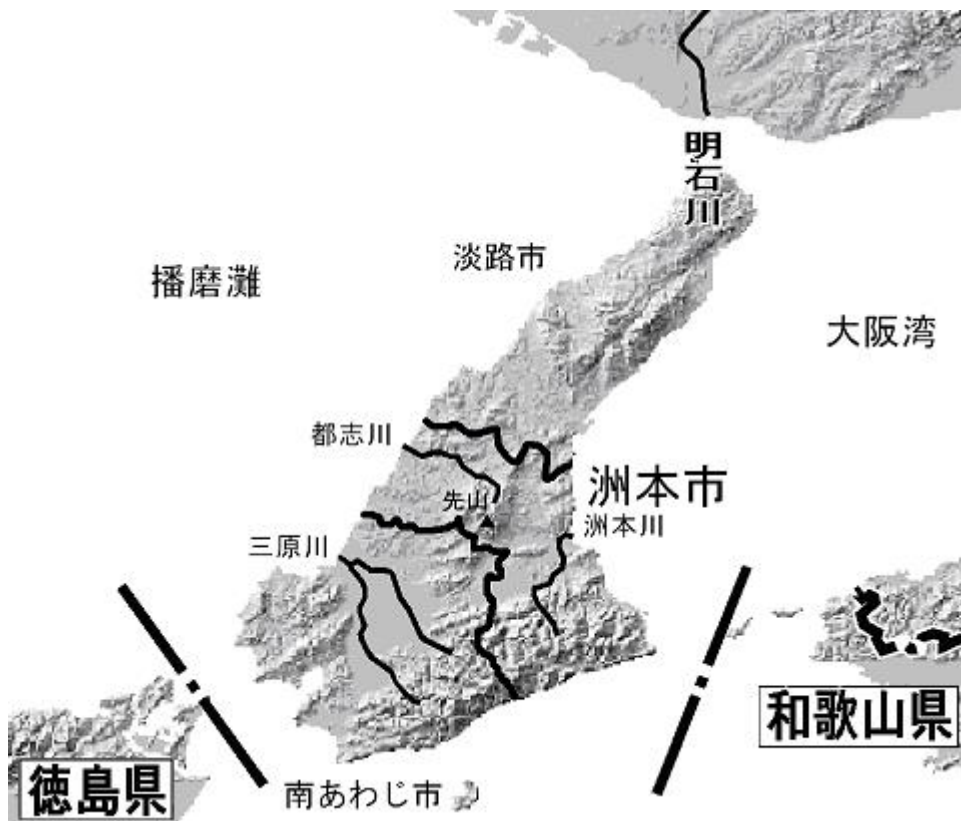 明石川
淡路市
播磨灘
大阪湾
都志川
洲本市
先山
洲本川
三原川
和歌山県
徳島県
南あわじ市